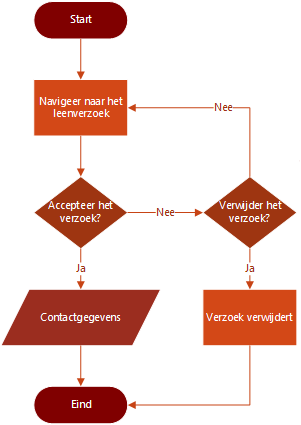 Start
Navigeer naar het
leenverzoek
Nee
Accepteer het
verzoek?
Nee
Verwijder het
verzoek?
Ja
Ja
Contactgegevens
Verzoek verwijdert
Eind